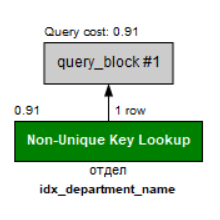 Query cost: 0.91
query_block #1
0.91 1 row
Non-Unique Key Lookup
отдел
idx_department_name